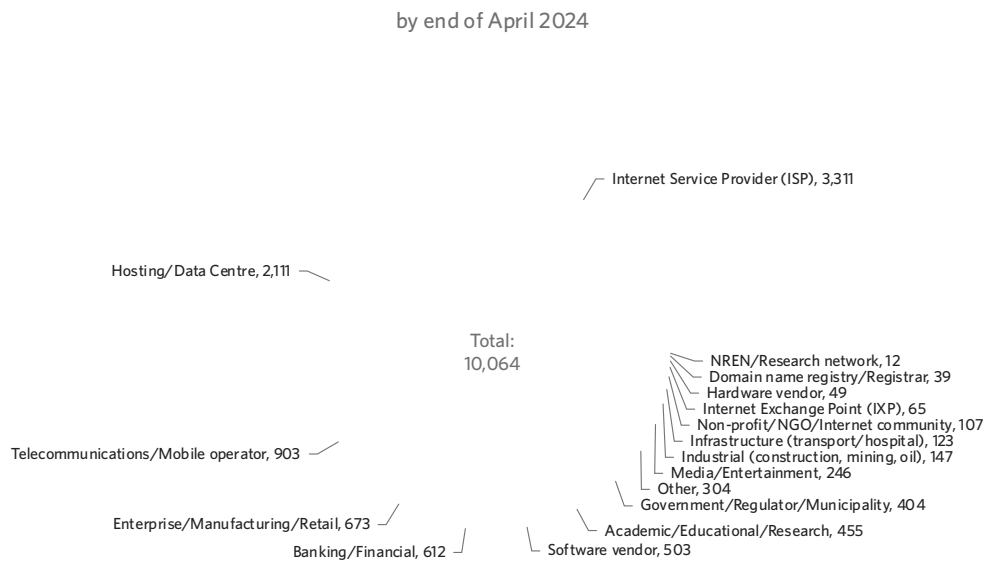 by end of April 2024
Internet Service Provider (ISP), 3,311
Hosting/Data Centre, 2,111
Total:
10,064
NREN/Research network, 12
Domain name registry/Registrar, 39
Hardware vendor, 49
Internet Exchange Point (IXP), 65
Non-profit/NGO/Internet community, 107
Infrastructure (transport/hospital), 123
Telecommunications/Mobile operator, 903
Industrial (construction, mining, oil), 147
Media/Entertainment, 246
Other, 304
Government/Regulator/Municipality, 404
Enterprise/Manufacturing/Retail, 673
Academic/Educational/Research, 455
Banking/Financial, 612
Software vendor, 503